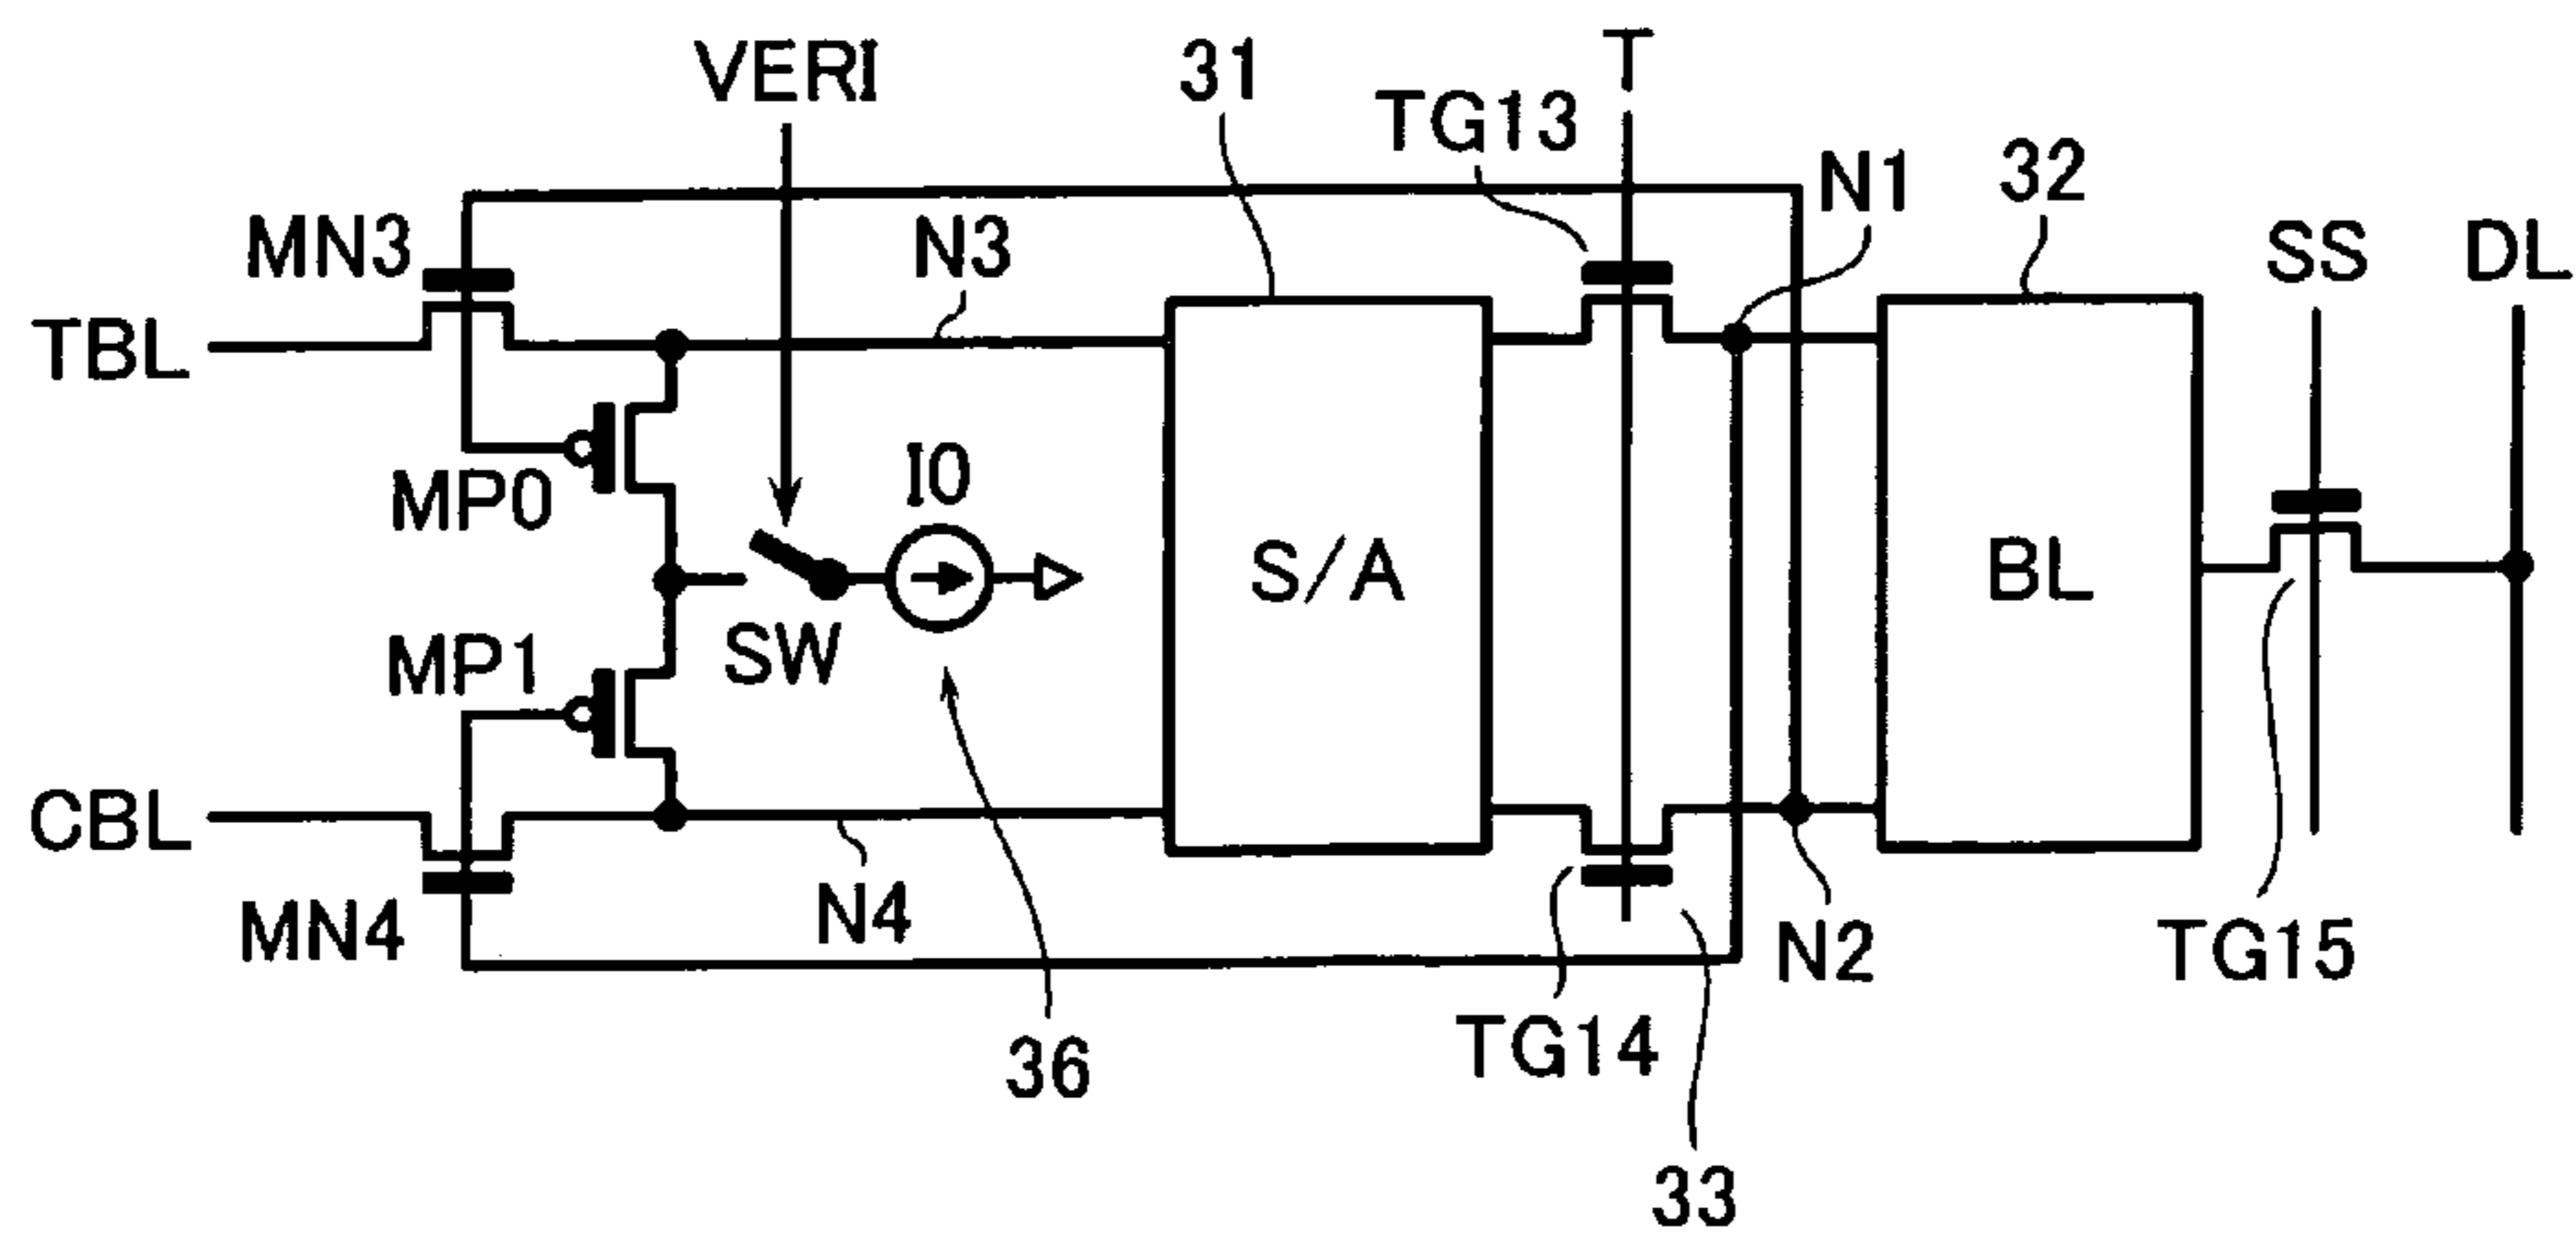 T
VERI
31
TG13
N1
32
MN3
N3
SS
DL
TBL
MP0
I0
S/A
BL
MP1
SW
CBL
N4
MN4
N2
TG15
TG14
36
33